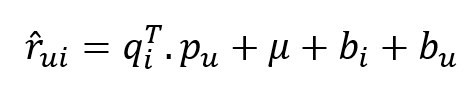 r̂ᵤᵢ = qᵢᵀ.pᵤ + μ + bᵢ + bᵤ